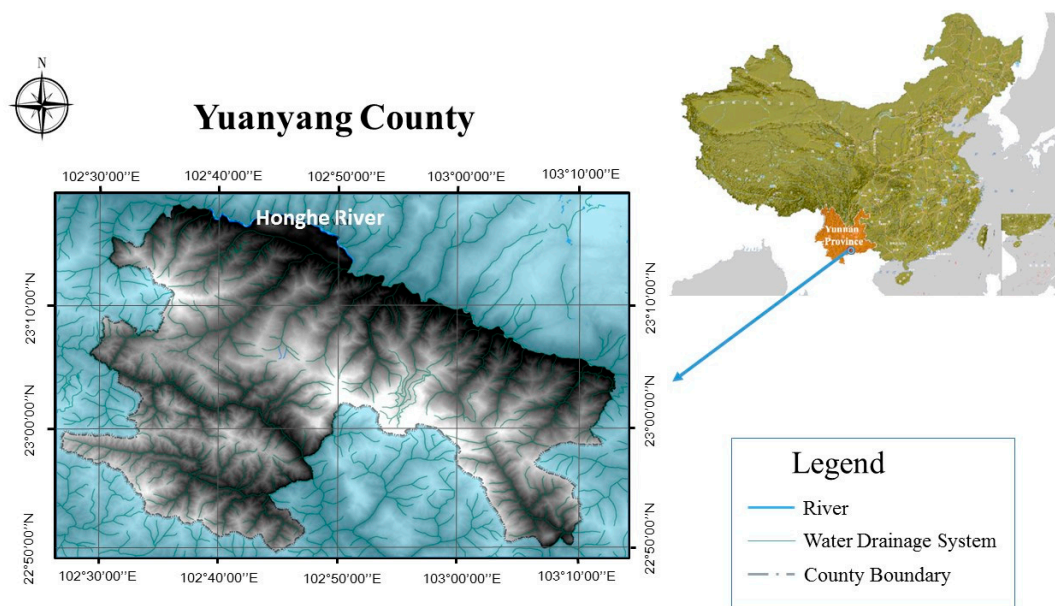 N
Yuanyang County
102°30'00''E 102°40'00''E 102°50'00''E 103°00'00''E 103°10'00''E
Honghe River
23°10'00''N
23°00'00''N
22°50'00''N
23°10'00''N
23°00'00''N
22°50'00''N
102°30'00''E 102°40'00''E 102°50'00''E 103°00'00''E 103°10'00''E
Yunnan
Province
Legend
River
Water Drainage System
County Boundary